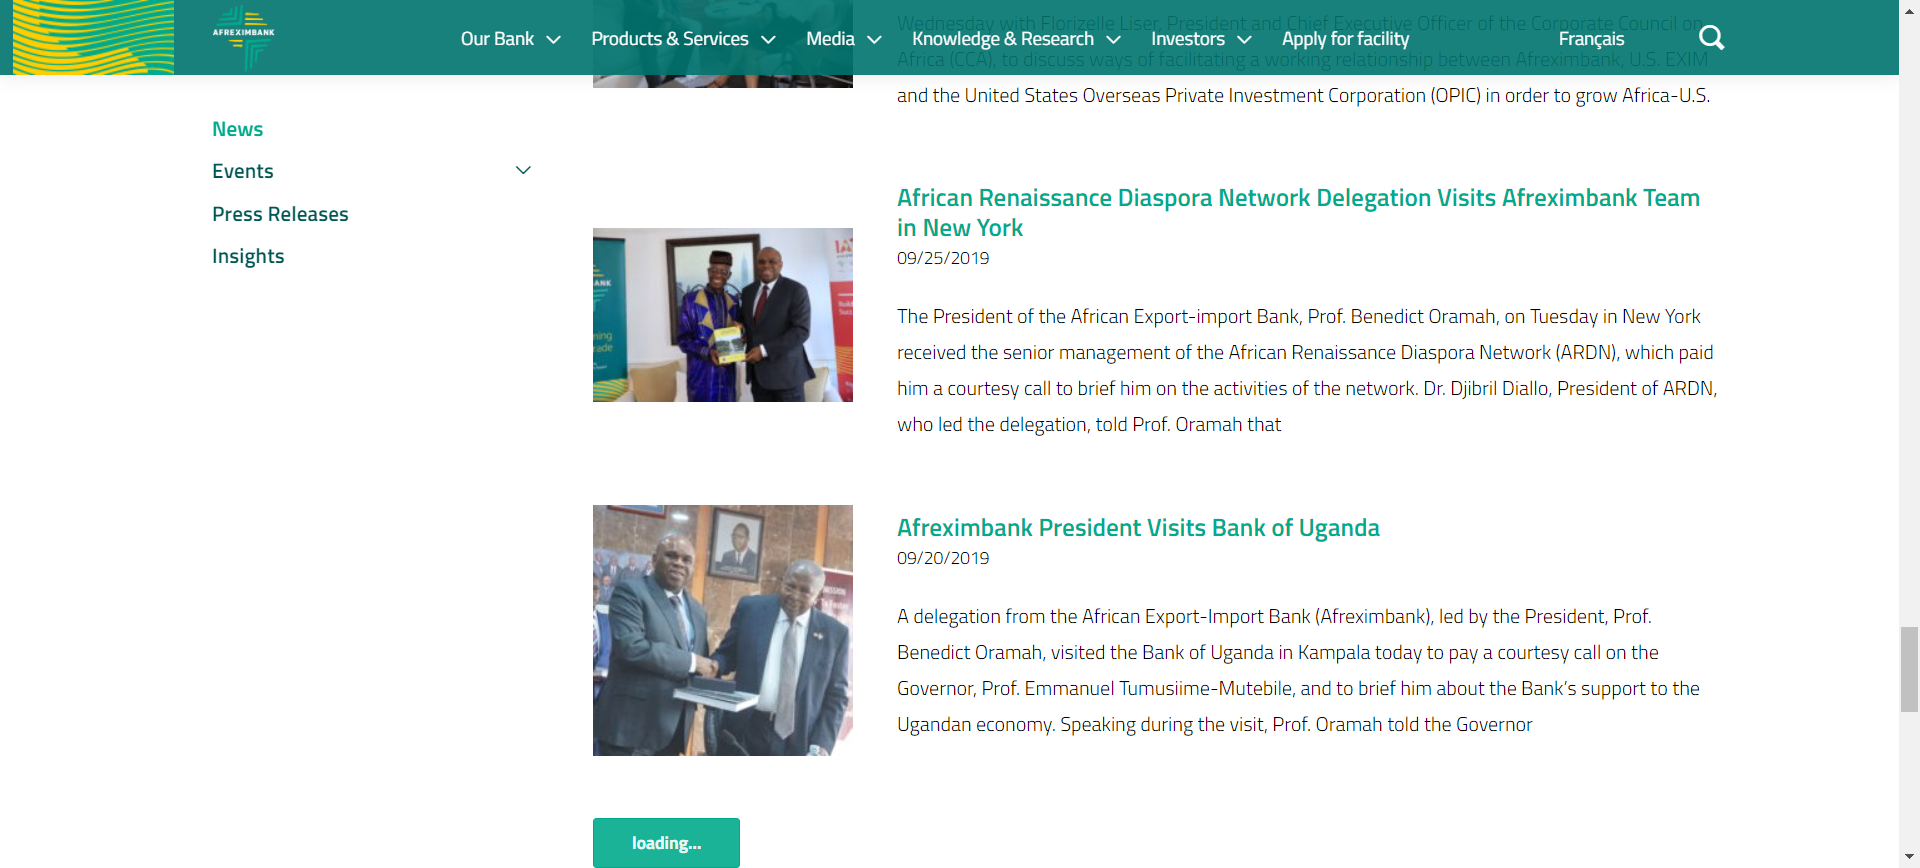 AFREXIMBANK
Our Bank
Products & Services
Media
Knowledge & Research
Investors
Apply for facility
Français
News
Events
Press Releases
Insights
Wednesday with Florizelle Liser, President and Chief Executive Officer of the Corporate Council on
Africa (CCA), to discuss ways of facilitating a working relationship between Afreximbank, U.S. EXIM
and the United States Overseas Private Investment Corporation (OPIC) in order to grow Africa-U.S.
African Renaissance Diaspora Network Delegation Visits Afreximbank Team
in New York
09/25/2019
The President of the African Export-import Bank, Prof. Benedict Oramah, on Tuesday in New York
received the senior management of the African Renaissance Diaspora Network (ARDN), which paid
him a courtesy call to brief him on the activities of the network. Dr. Djibril Diallo, President of ARDN,
who led the delegation, told Prof. Oramah that
Afreximbank President Visits Bank of Uganda
09/20/2019
A delegation from the African Export-Import Bank (Afreximbank), led by the President, Prof.
Benedict Oramah, visited the Bank of Uganda in Kampala today to pay a courtesy call on the
Governor, Prof. Emmanuel Tumusiime-Mutebile, and to brief him about the Bank’s support to the
Ugandan economy. Speaking during the visit, Prof. Oramah told the Governor
loading...